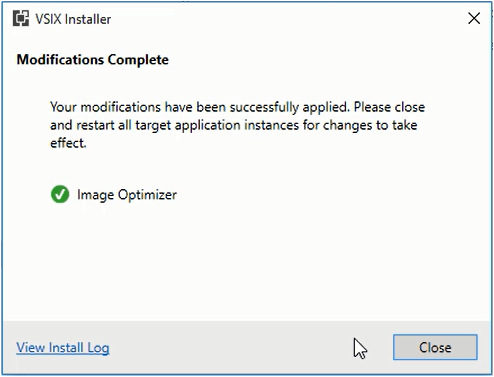 VSIX Installer
Modifications Complete
Your modifications have been successfully applied. Please close
and restart all target application instances for changes to take
effect.
Image Optimizer
View Install Log
Close